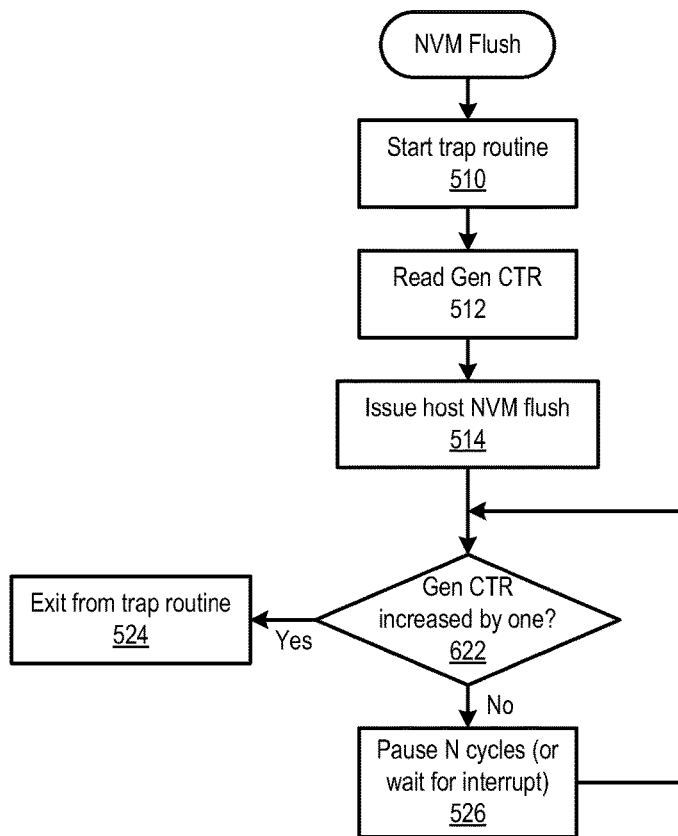 NVM Flush
Start trap routine
510
Read Gen CTR
512
Issue host NVM flush
514
Gen CTR
increased by one?
622
Yes
Exit from trap routine
524
No
Pause N cycles (or
wait for interrupt)
526